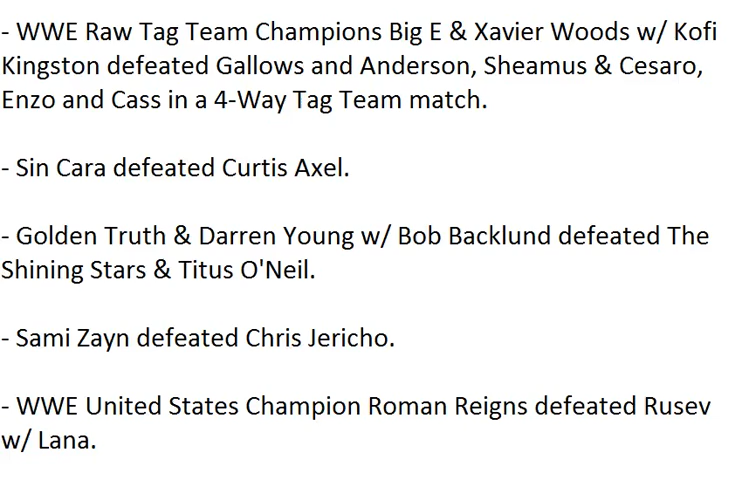 - WWE Raw Tag Team Champions Big E & Xavier Woods w/ Kofi
Kingston defeated Gallows and Anderson, Sheamus & Cesaro,
Enzo and Cass in a 4-Way Tag Team match.
- Sin Cara defeated Curtis Axel.
- Golden Truth & Darren Young w/ Bob Backlund defeated The
Shining Stars & Titus O'Neil.
- Sami Zayn defeated Chris Jericho.
- WWE United States Champion Roman Reigns defeated Rusev
w/ Lana.